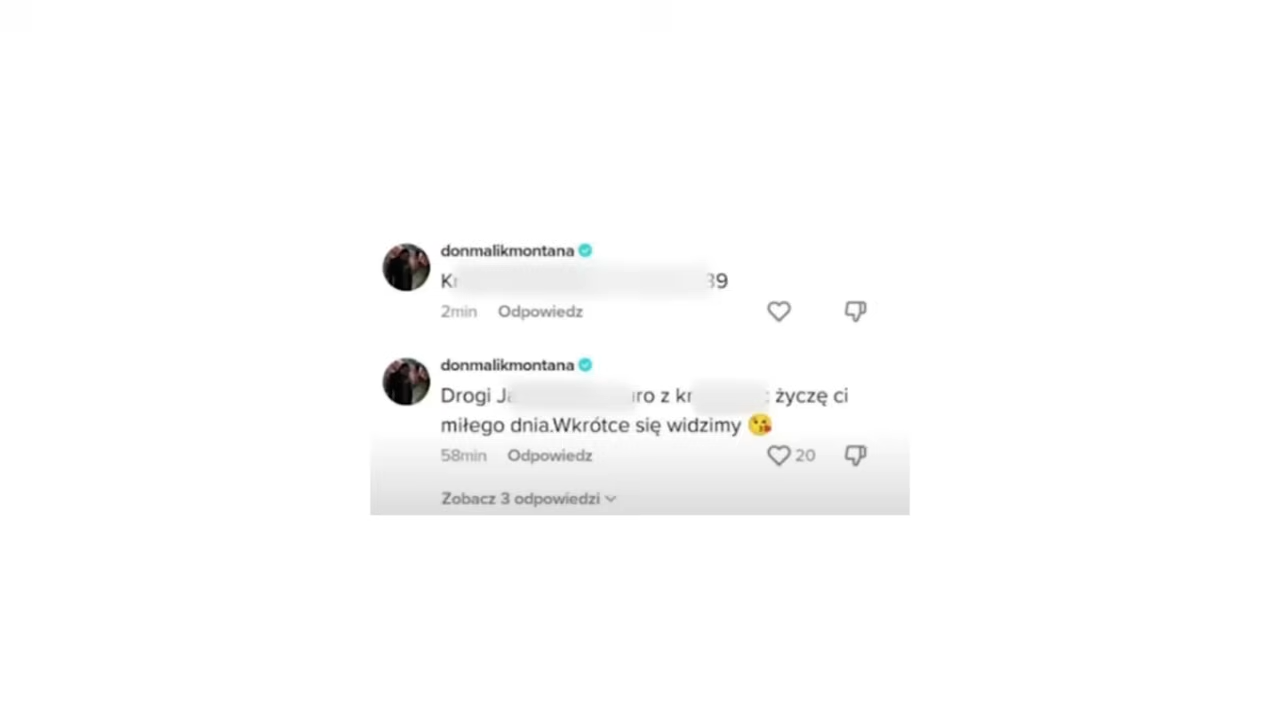 donmalikmontana
2min Odpowiedz
donmalikmontana
Drogi z życzę ci
miłego dnia.Wkrótce się widzimy 😘
58min Odpowiedz 20
Zobacz 3 odpowiedzi